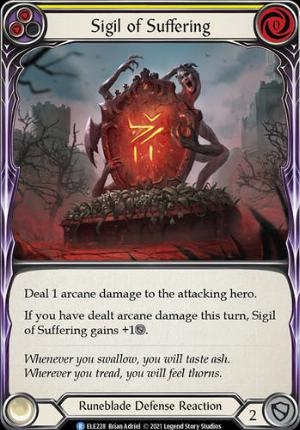 Sigil of Suffering
0
Deal 1 arcane damage to the attacking hero.
If you have dealt arcane damage this turn, Sigil
of Suffering gains +1
Whenever you swallow, you will taste ash.
Wherever you tread, you will feel thorns.
Runeblade Defense Reaction
2
R ELE228 Brian Adriel © 2021 Legend Story Studios